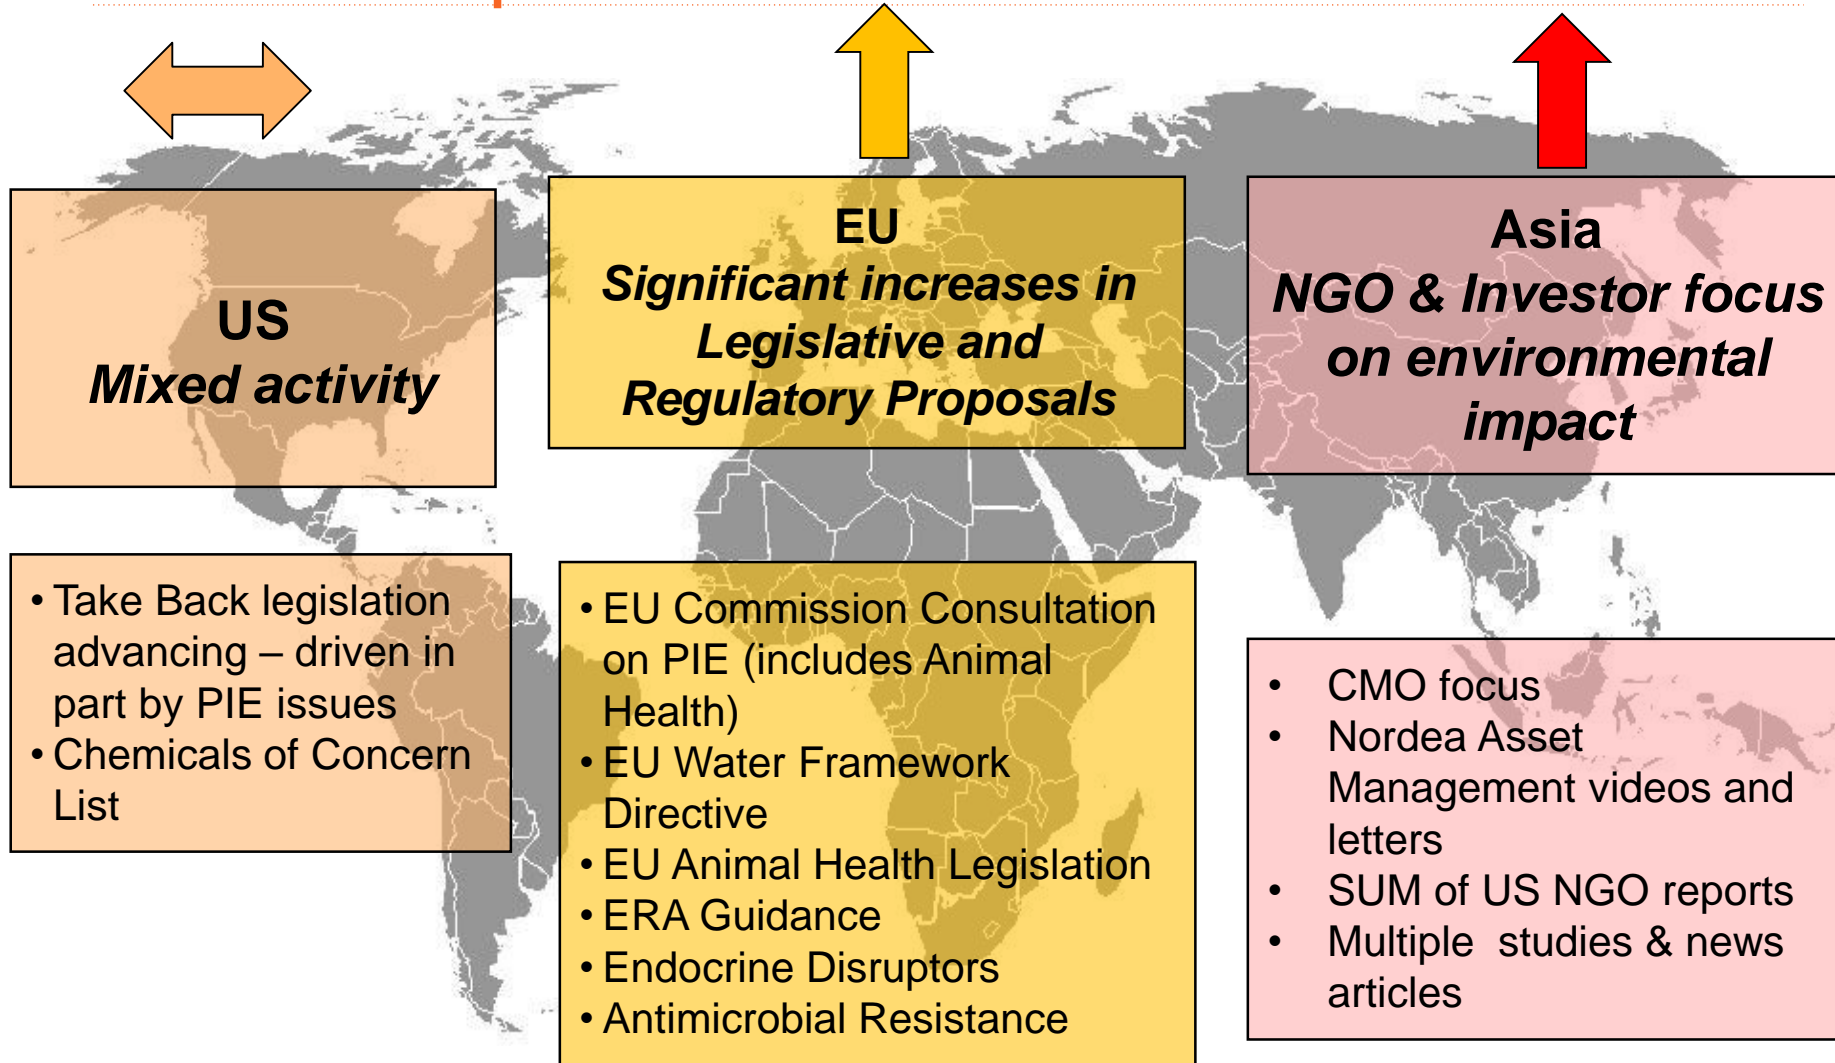 US
Mixed activity
EU
Significant increases in
Legislative and
Regulatory Proposals
Asia
NGO & Investor focus
on environmental
impact
• Take Back legislation
advancing – driven in
part by PIE issues
• Chemicals of Concern
List
• EU Commission Consultation
on PIE (includes Animal
Health)
• EU Water Framework
Directive
• EU Animal Health Legislation
• ERA Guidance
• Endocrine Disruptors
• Antimicrobial Resistance
• CMO focus
• Nordea Asset
Management videos and
letters
• SUM of US NGO reports
• Multiple studies & news
articles